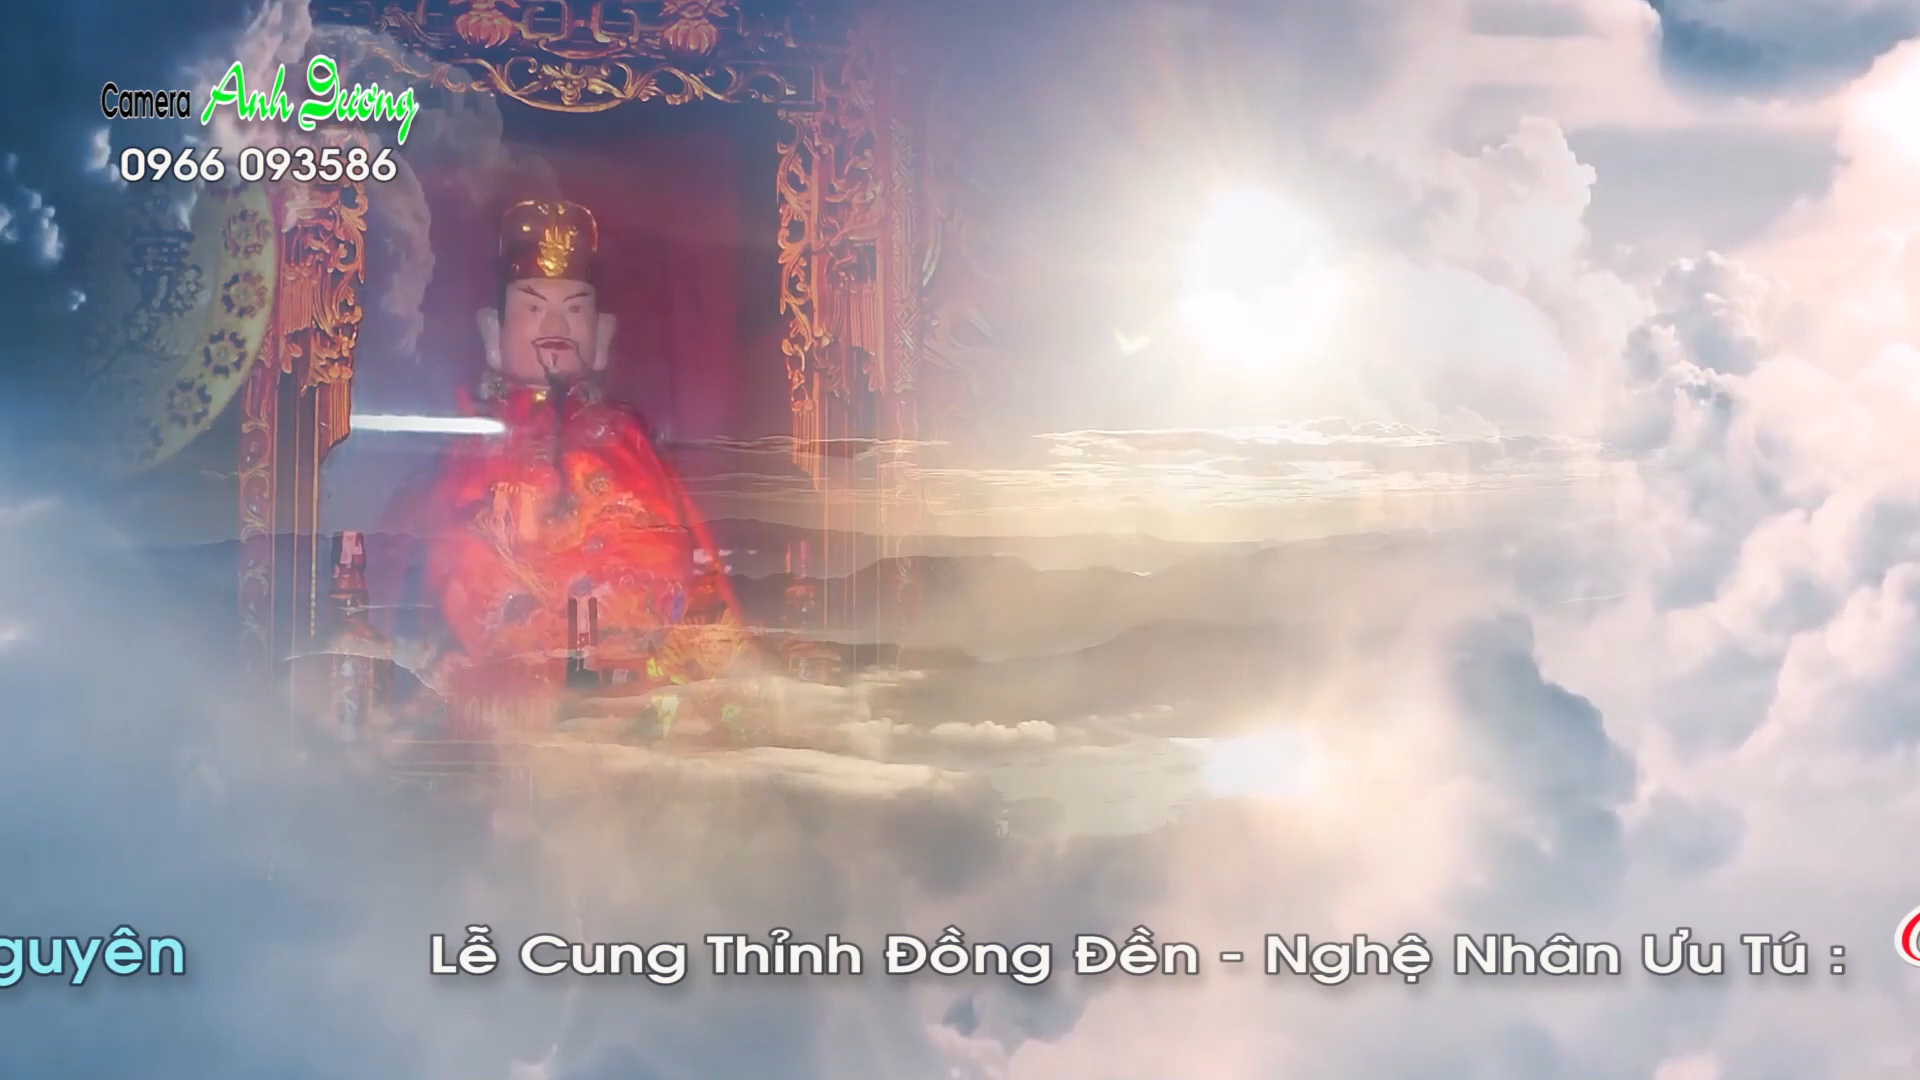 Camera Anh Dương
0966 093586
guyên Lễ Cung Thỉnh Đồng Đền - Nghệ Nhân Ưu Tú :